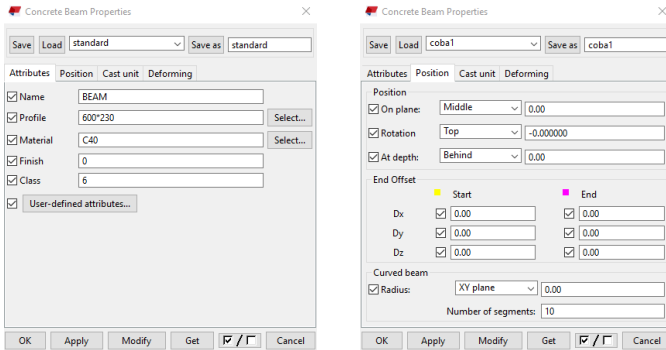 Concrete Beam Properties
Save Load standard Save as standard
Attributes Position Cast unit Deforming
Name BEAM
Profile 600*230 Select...
Material C40 Select...
Finish 0
Class 6
User-defined attributes...
OK Apply Modify Get / Cancel
Concrete Beam Properties
Save Load coba1 Save as coba1
Attributes Position Cast unit Deforming
Position
On plane: Middle 0.00
Rotation Top -0.000000
At depth: Behind 0.00
End Offset
Start End
Dx 0.00 0.00
Dy 0.00 0.00
Dz 0.00 0.00
Curved beam
Radius: XY plane 0.00
Number of segments: 10
OK Apply Modify Get / Cancel